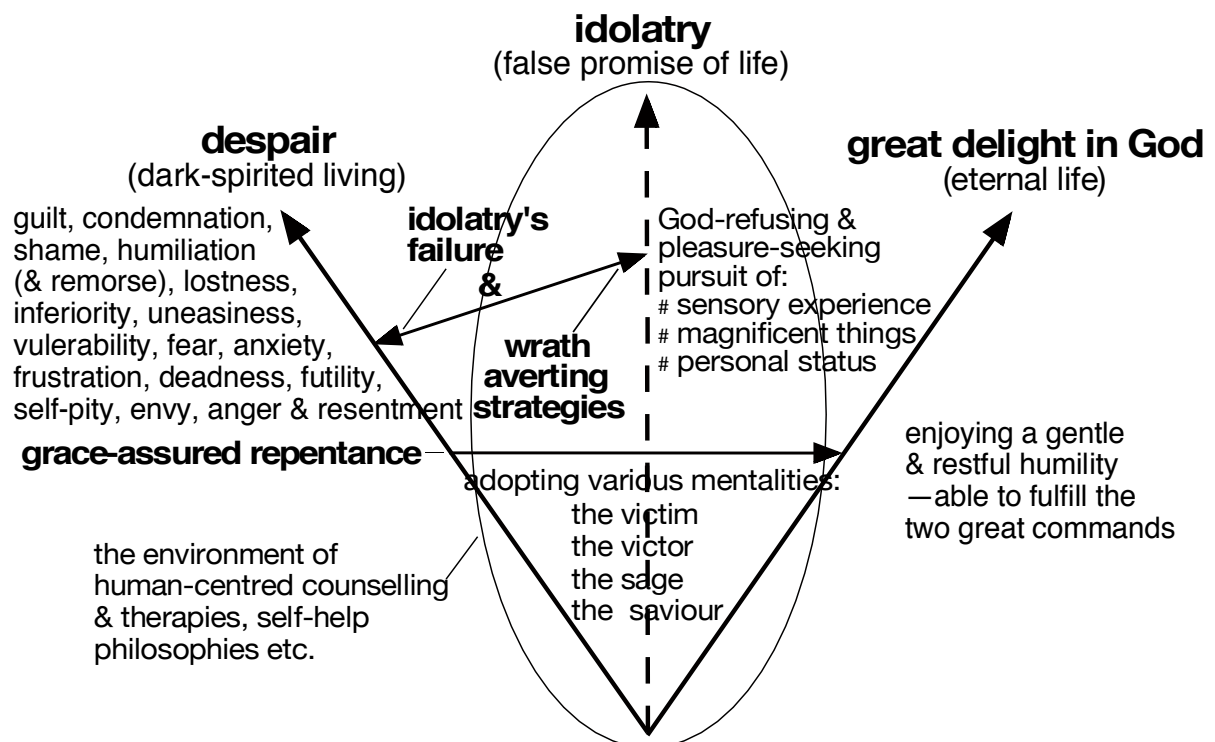 idolatry
(false promise of life)
despair
(dark-spirited living)
great delight in God
(eternal life)
guilt, condemnation,
shame, humiliation
(& remorse), lostness,
inferiority, uneasiness,
vulerability, fear, anxiety,
frustration, deadness, futility,
self-pity, envy, anger & resentment
idolatry's
failure
&
wrath
averting
strategies
God-refusing &
pleasure-seeking
pursuit of:
# sensory experience
# magnificent things
# personal status
grace-assured repentance
adopting various mentalities:
the victim
the victor
the sage
the saviour
enjoying a gentle
& restful humility
—able to fulfill the
two great commands
the environment of
human-centred counselling
& therapies, self-help
philosophies etc.